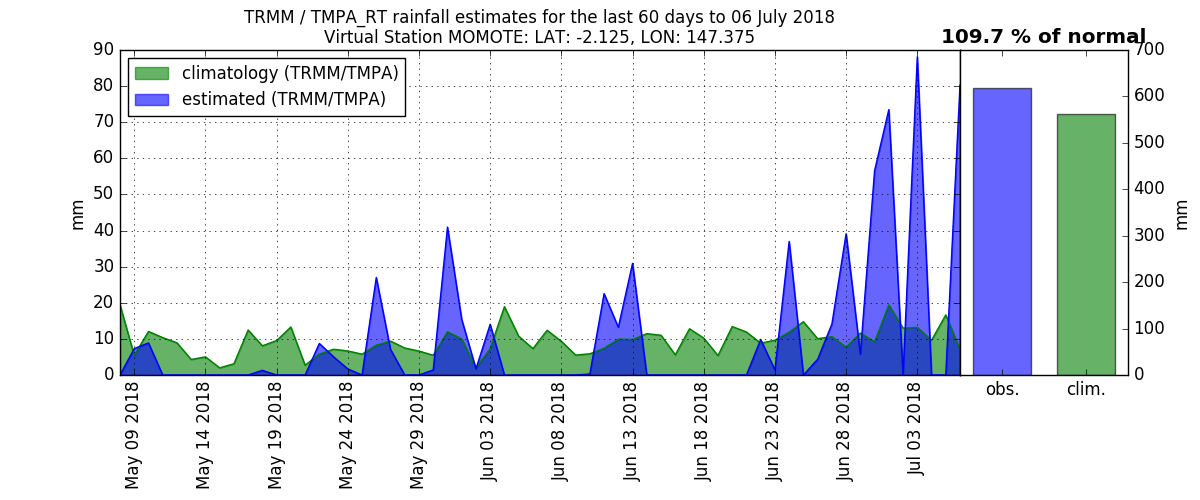 TRMM / TMPA_RT rainfall estimates for the last 60 days to 06 July 2018
Virtual Station MOMOTE: LAT: -2.125, LON: 147.375
109.7 % of normal
climatology (TRMM/TMPA)
estimated (TRMM/TMPA)
90
80
70
60
50
40
30
20
10
0
mm
May 09 2018
May 14 2018
May 19 2018
May 24 2018
May 29 2018
Jun 03 2018
Jun 08 2018
Jun 13 2018
Jun 18 2018
Jun 23 2018
Jun 28 2018
Jul 03 2018
obs.
clim.
700
600
500
400
300
200
100
0
mm